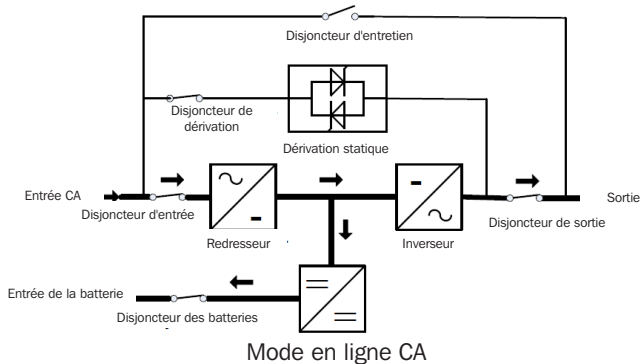 Disjoncteur d'entretien
Disjoncteur de
dérivation
Dérivation statique
Entrée CA
Sortie
Disjoncteur d'entrée
Disjoncteur de sortie
Redresseur
Inverseur
Entrée de la batterie
Disjoncteur des batteries
Mode en ligne CA